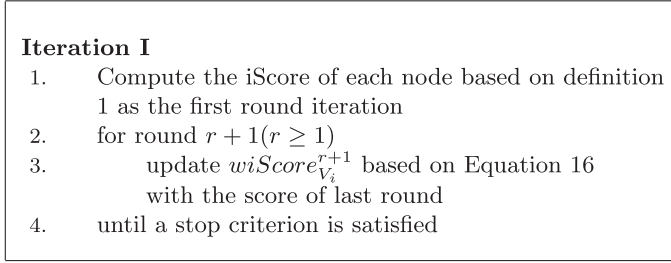 Iteration I
1. Compute the iScore of each node based on definition
1 as the first round iteration
2. for round r + 1(r ≥ 1)
3. update wiScore^{r+1}_{V_i} based on Equation 16
with the score of last round
4. until a stop criterion is satisfied